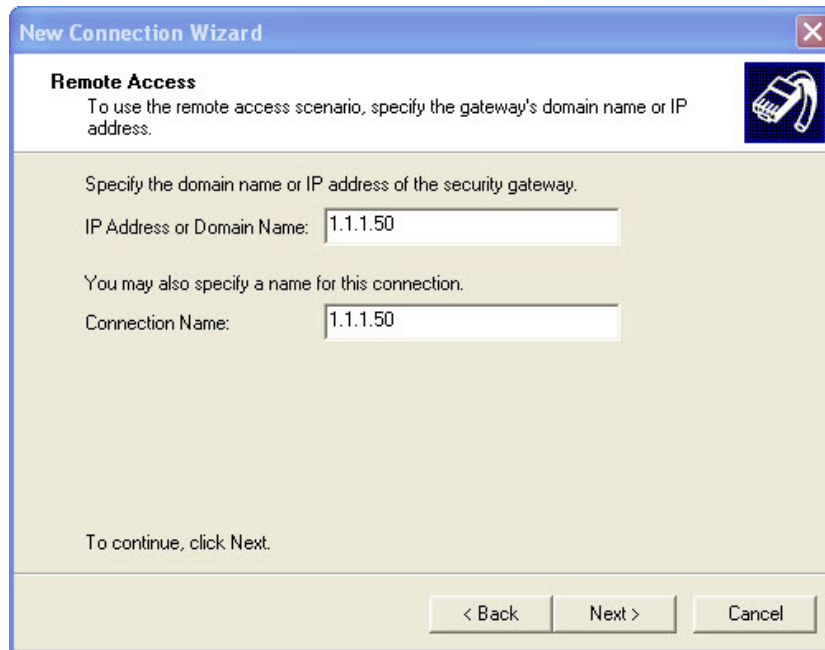 New Connection Wizard
Remote Access
To use the remote access scenario, specify the gateway's domain name or IP
address.
Specify the domain name or IP address of the security gateway.
IP Address or Domain Name: 1.1.1.50
You may also specify a name for this connection.
Connection Name: 1.1.1.50
To continue, click Next.
< Back Next > Cancel